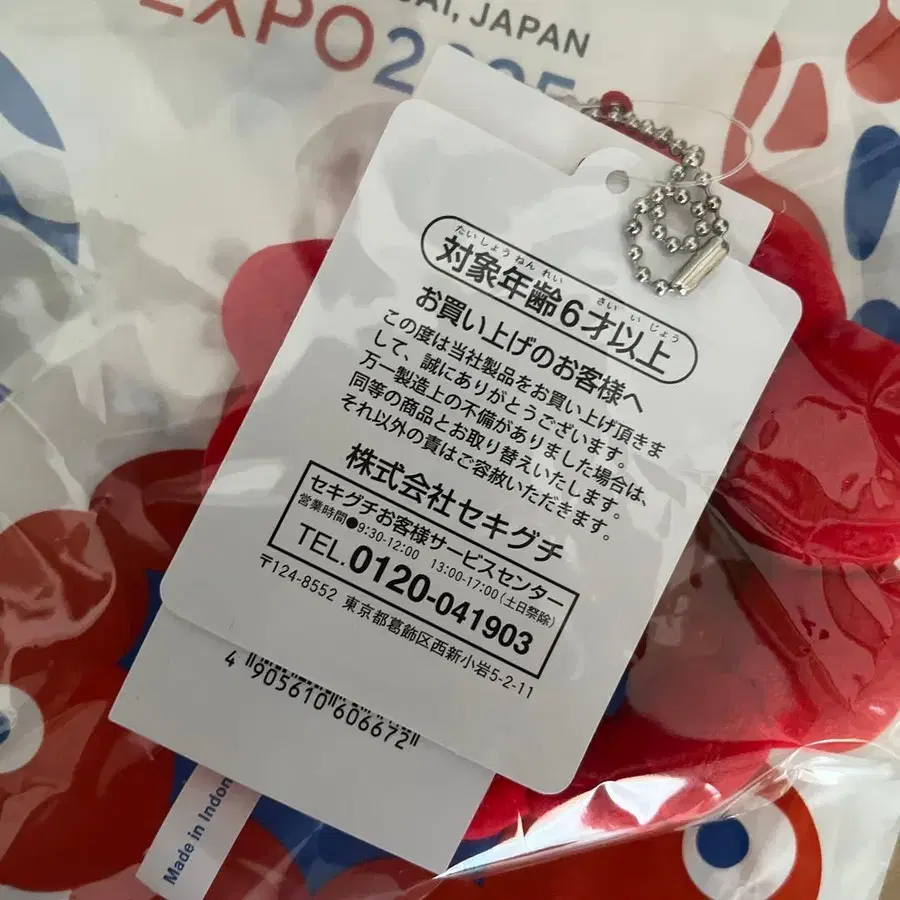 SAI, JAPAN
EXPO2025
たいしょうねんれい さいいじょう
対象年齢6才以上
お買い上げのお客様へ
この度は当社製品をお買い上げ頂きま
して、誠にありがとうございます。
万一製造上の不備がありました場合は、
同等の商品とお取り替えいたします。
それ以外の責はご容赦いただきます。
株式会社セキグチ
セキグチお客様サービスセンター
営業時間●9:30-12:00 13:00-17:00(土日祭除)
TEL.0120-041903
〒124-8552 東京都葛飾区西新小岩5-2-11
4 905610 606672
Made in Indon